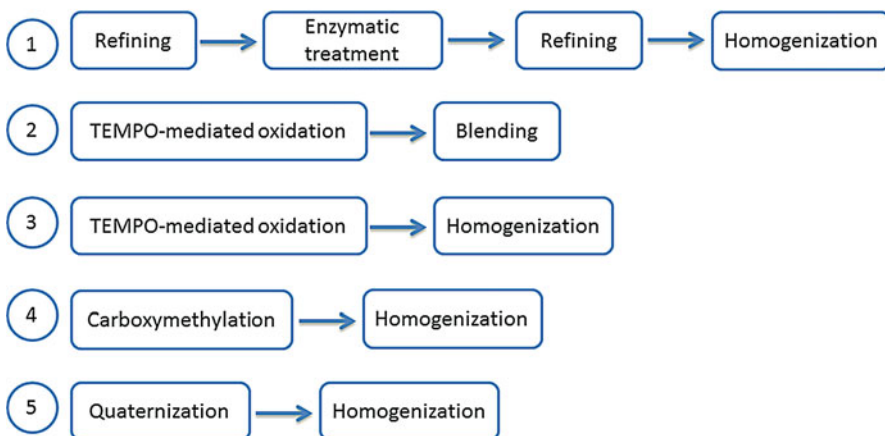 1 Refining Enzymatic treatment Refining Homogenization
2 TEMPO-mediated oxidation Blending
3 TEMPO-mediated oxidation Homogenization
4 Carboxymethylation Homogenization
5 Quaternization Homogenization